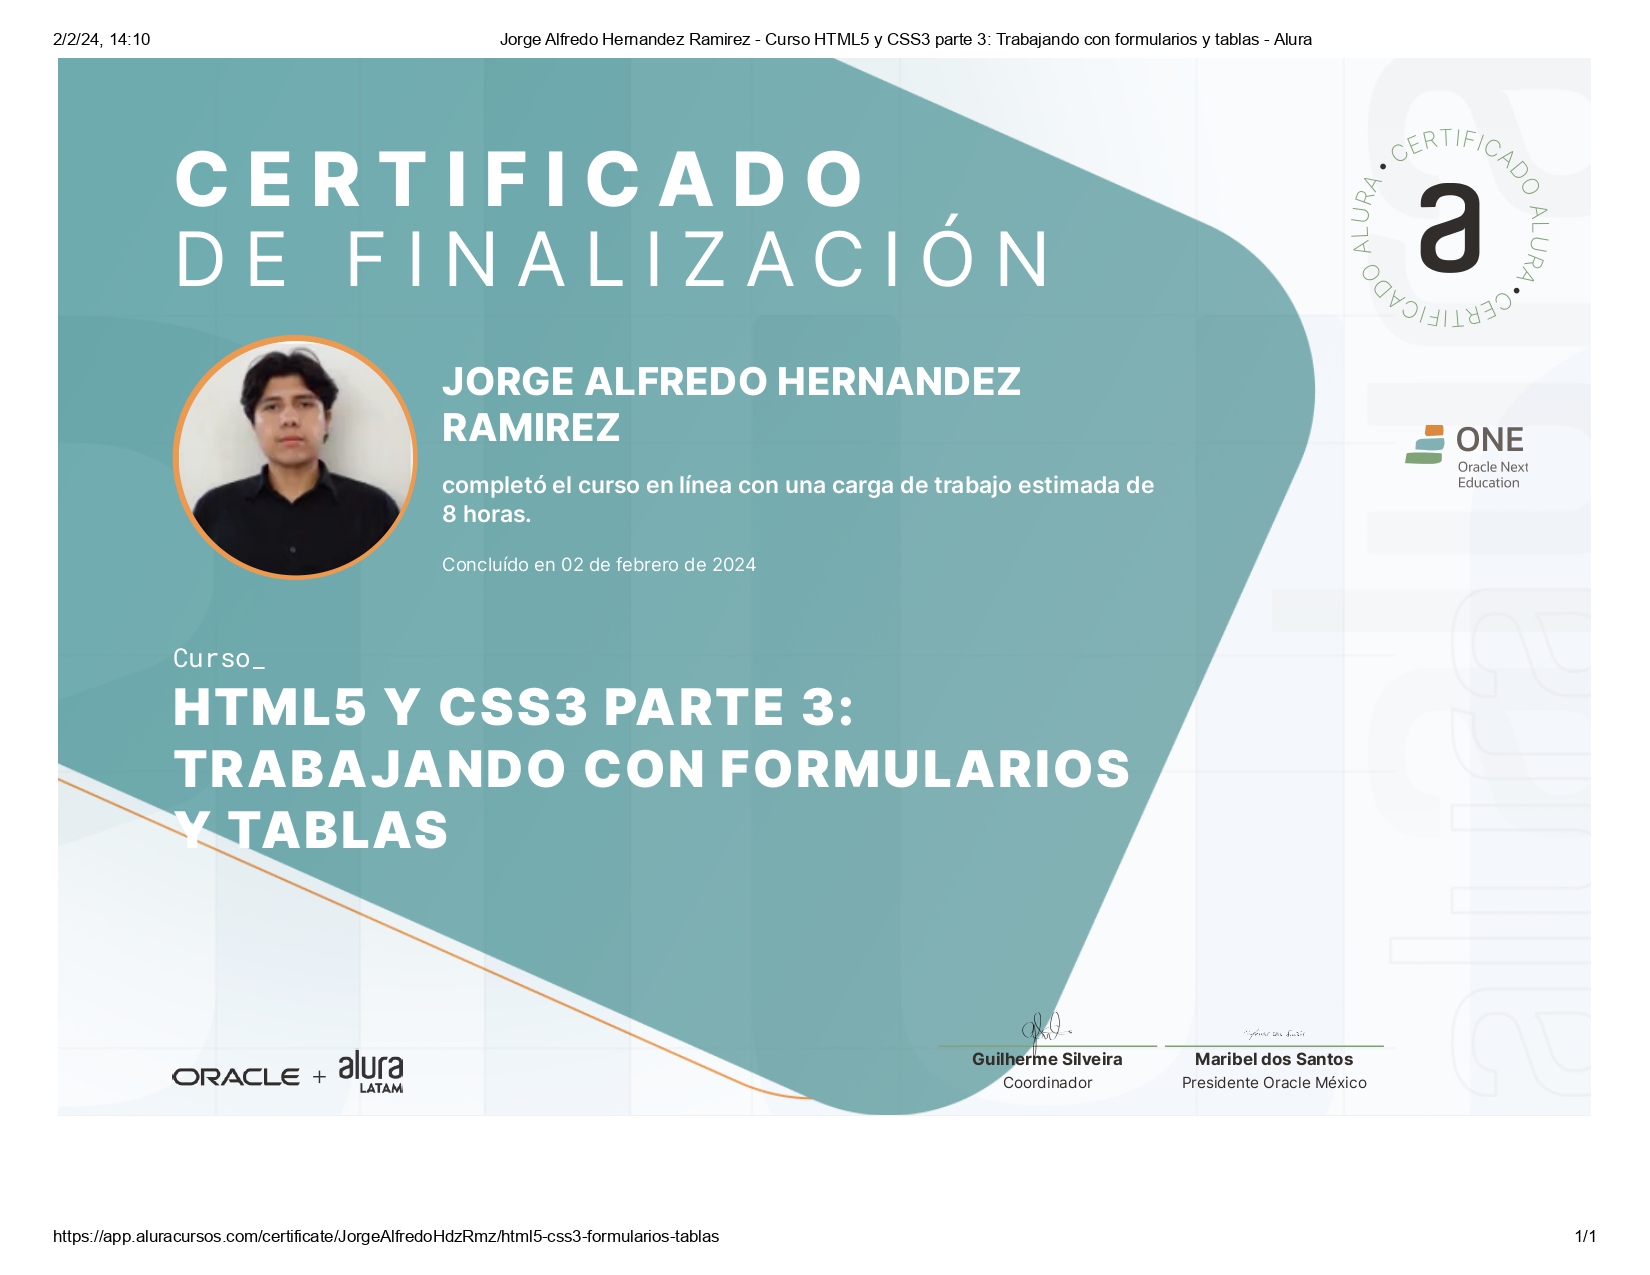 2/2/24, 14:10
Jorge Alfredo Hernandez Ramirez - Curso HTML5 y CSS3 parte 3: Trabajando con formularios y tablas - Alura
CERTIFICADO
DE FINALIZACIÓN
CERTIFICADO ALURA • CERTIFICADO ALURA •
a
JORGE ALFREDO HERNANDEZ
RAMIREZ
completó el curso en línea con una carga de trabajo estimada de
8 horas.
Concluído en 02 de febrero de 2024
ONE
Oracle Next
Education
Curso_
HTML5 Y CSS3 PARTE 3:
TRABAJANDO CON FORMULARIOS
Y TABLAS
alura
alura
ORACLE + alura
LATAM
Guilherme Silveira
Coordinador
Maribel dos Santos
Presidente Oracle México
https://app.aluracursos.com/certificate/JorgeAlfredoHdzRmz/html5-css3-formularios-tablas
1/1